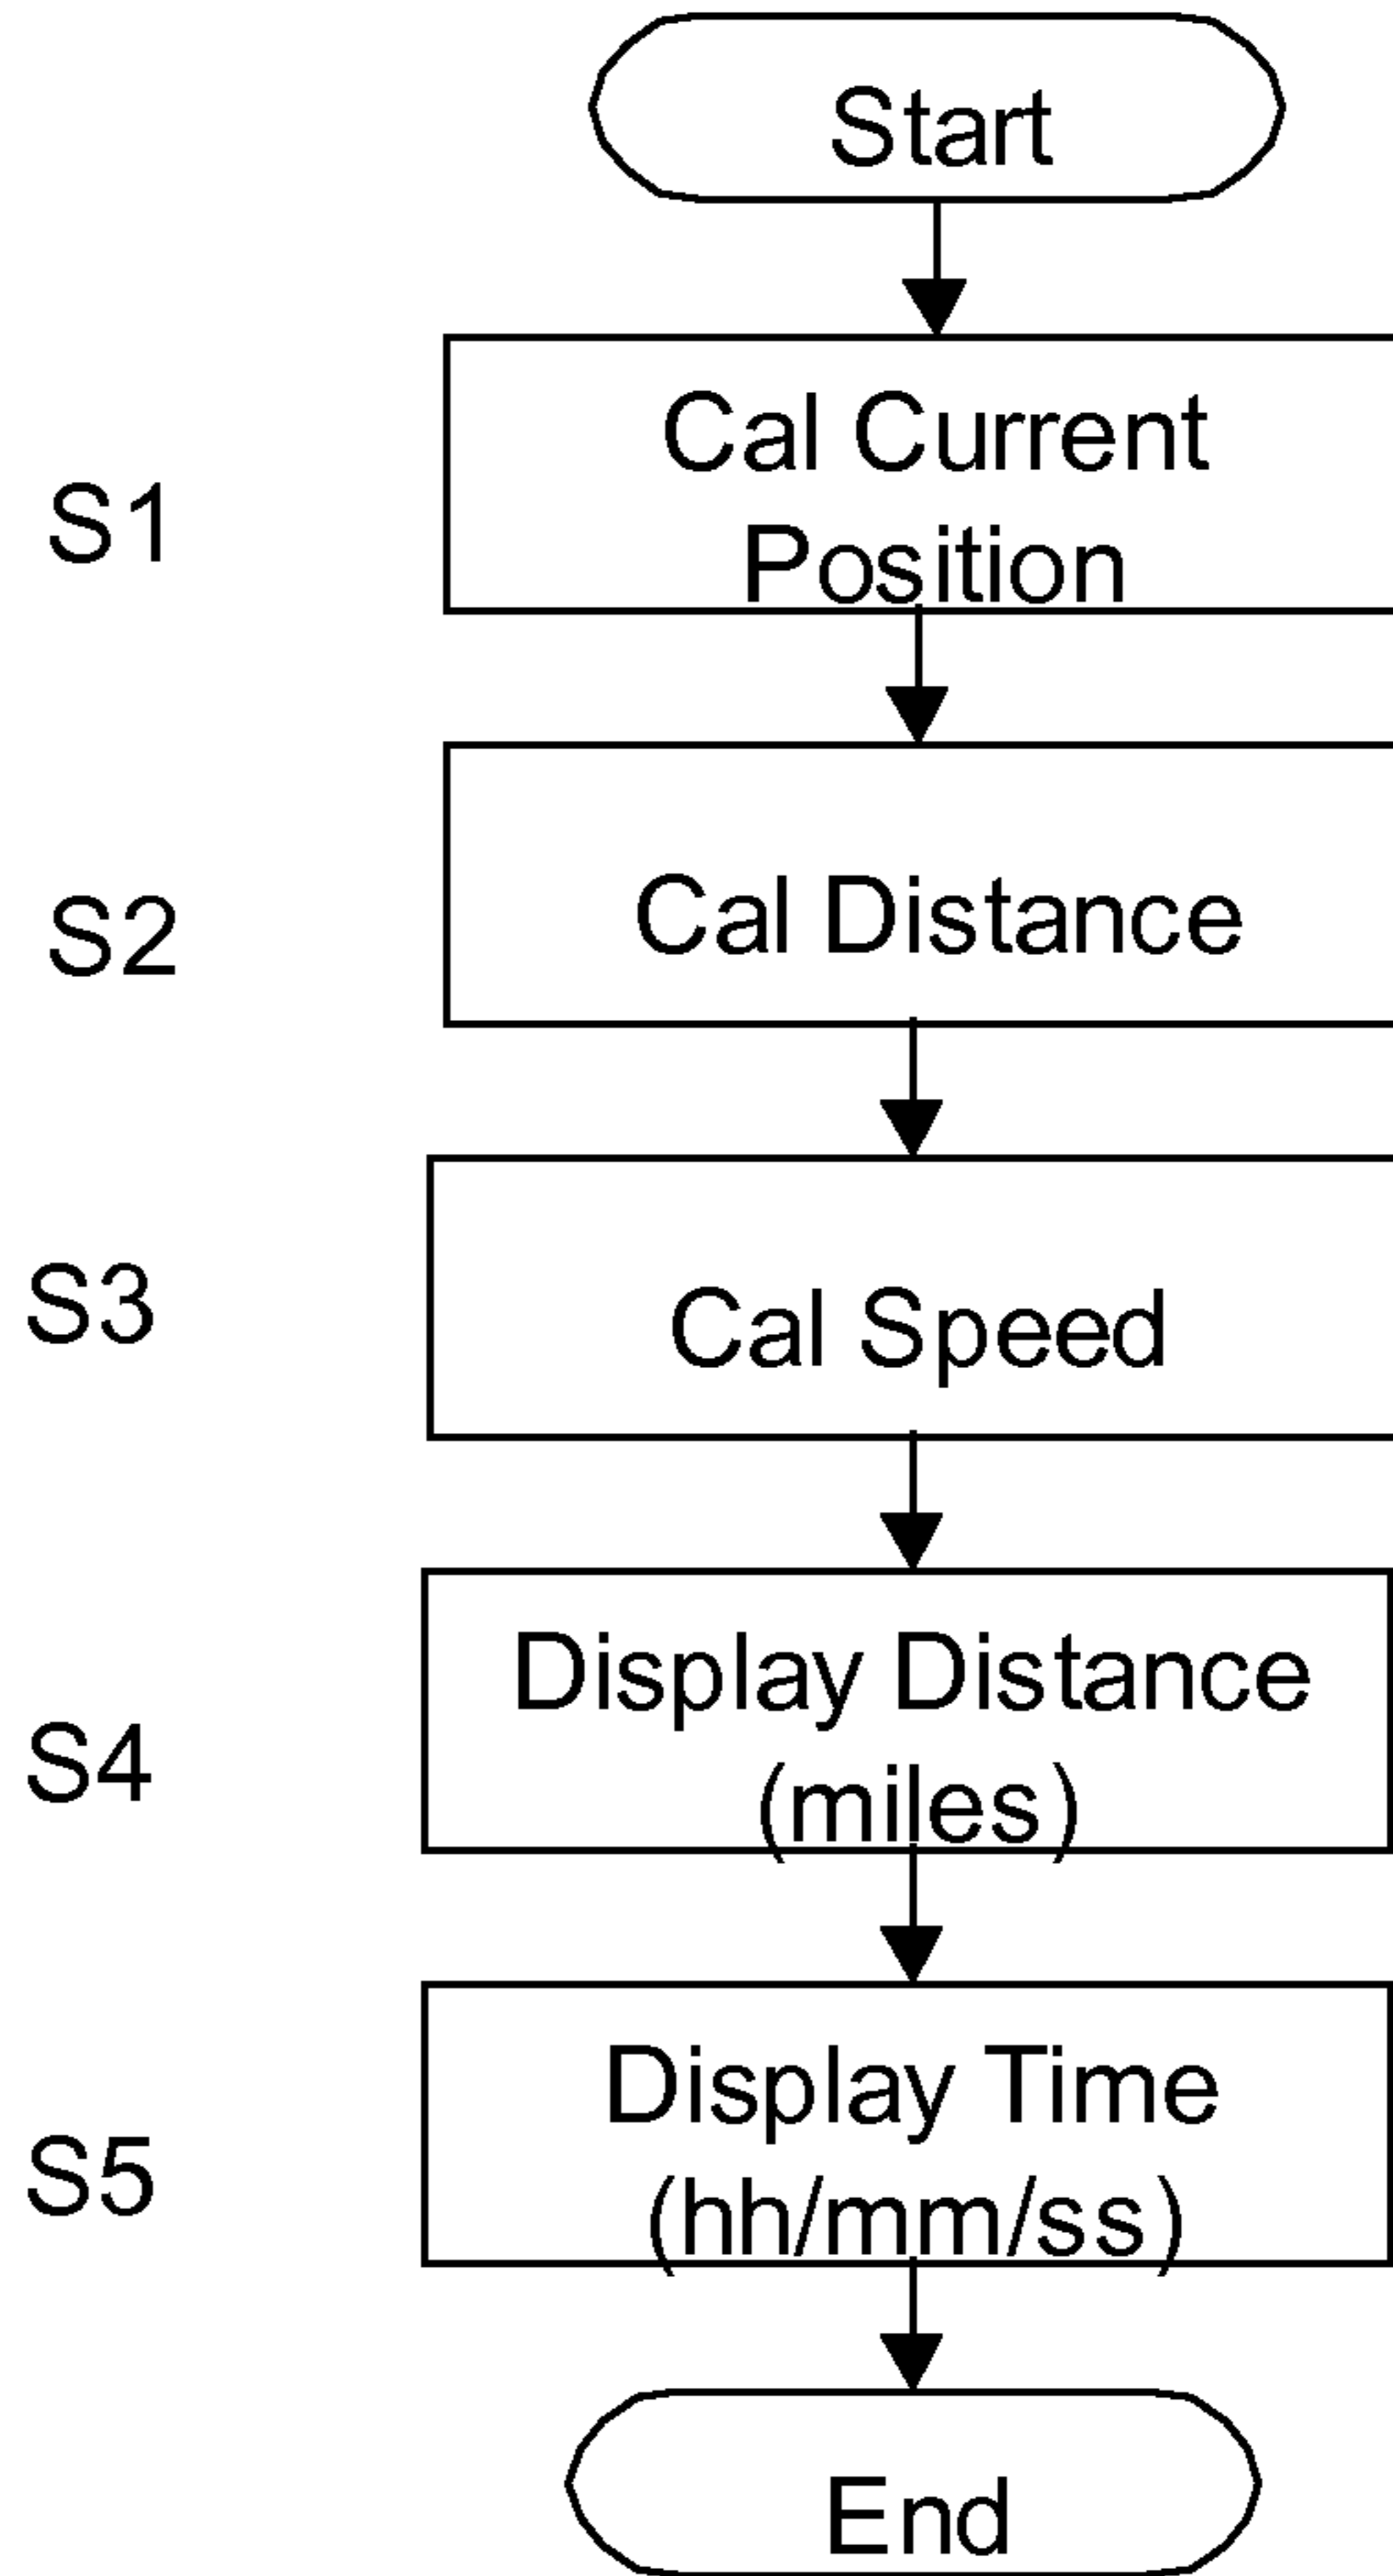 Start
S1
Cal Current
Position
S2
Cal Distance
S3
Cal Speed
S4
Display Distance
(miles)
S5
Display Time
(hh/mm/ss)
End